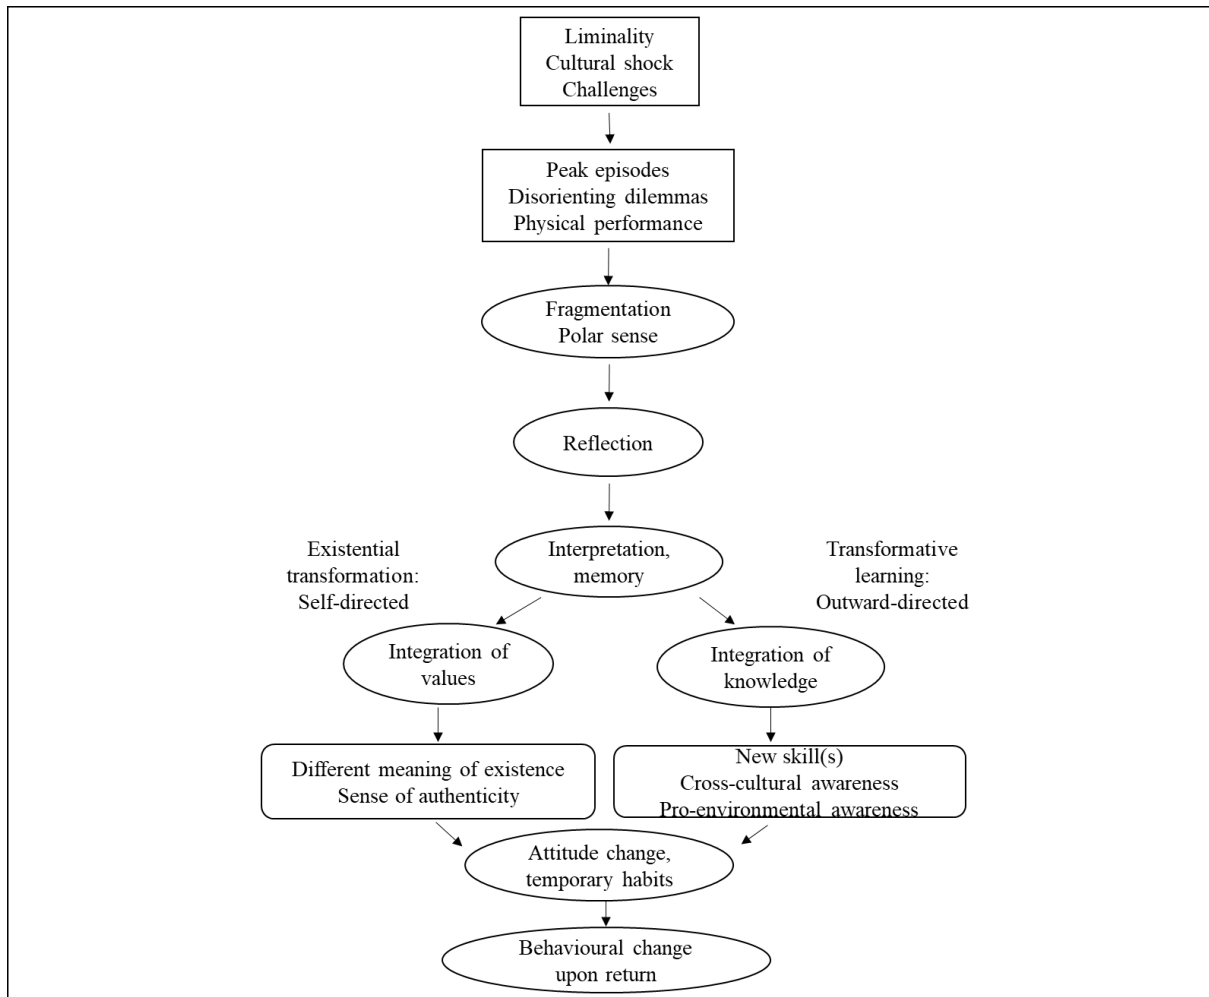 Liminality
Cultural shock
Challenges
Peak episodes
Disorienting dilemmas
Physical performance
Fragmentation
Polar sense
Reflection
Existential
transformation:
Self-directed
Interpretation,
memory
Transformative
learning:
Outward-directed
Integration of
values
Integration of
knowledge
Different meaning of existence
Sense of authenticity
New skill(s)
Cross-cultural awareness
Pro-environmental awareness
Attitude change,
temporary habits
Behavioural change
upon return